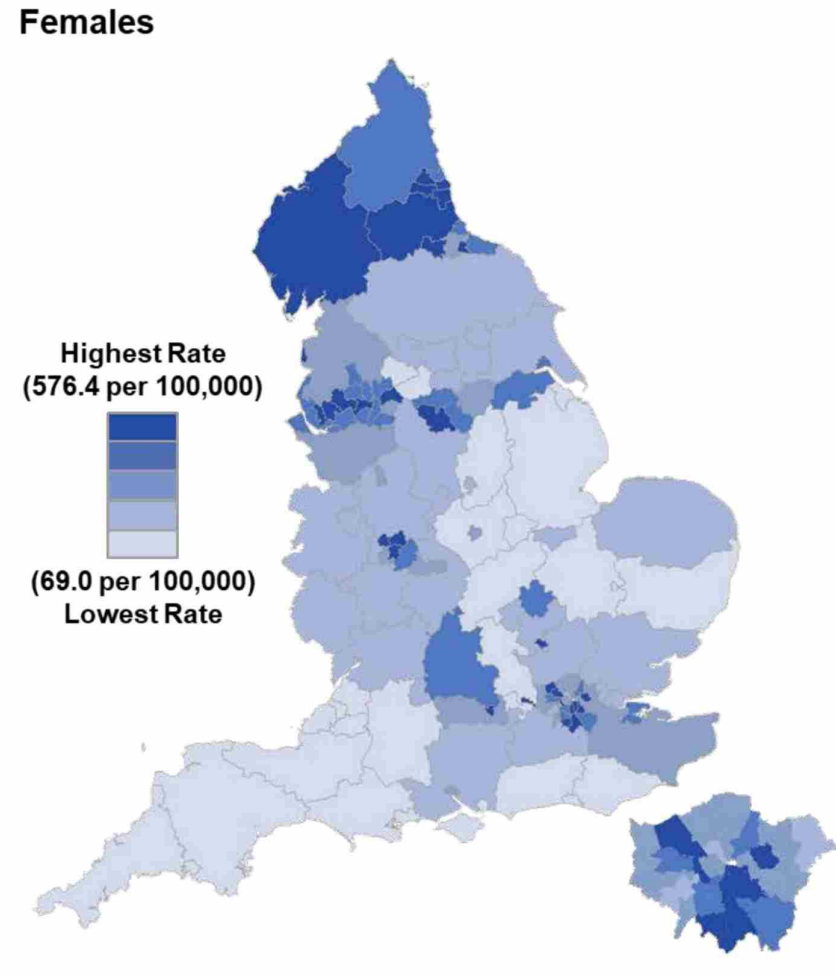 Females
Highest Rate
(576.4 per 100,000)
(69.0 per 100,000)
Lowest Rate